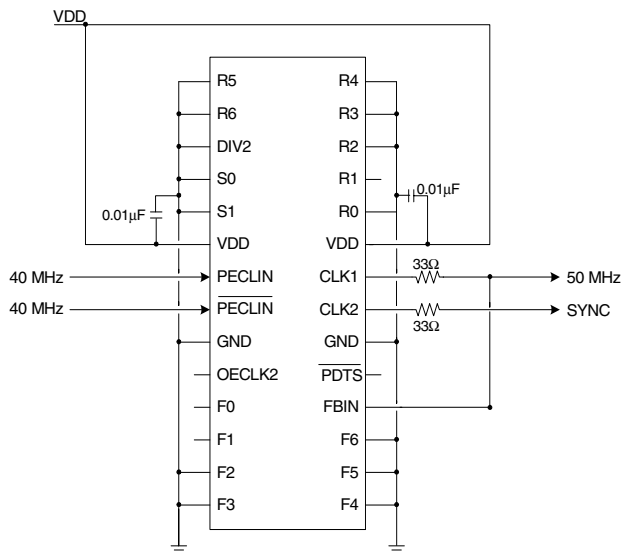 VDD
R5 R4
R6 R3
DIV2 R2
S0 R1
0.01µF S1 R0 0.01µF
VDD VDD
40 MHz PECLIN CLK1 33Ω 50 MHz
40 MHz PECLIN CLK2 33Ω SYNC
GND GND
OECLK2 PDTS
F0 FBIN
F1 F6
F2 F5
F3 F4